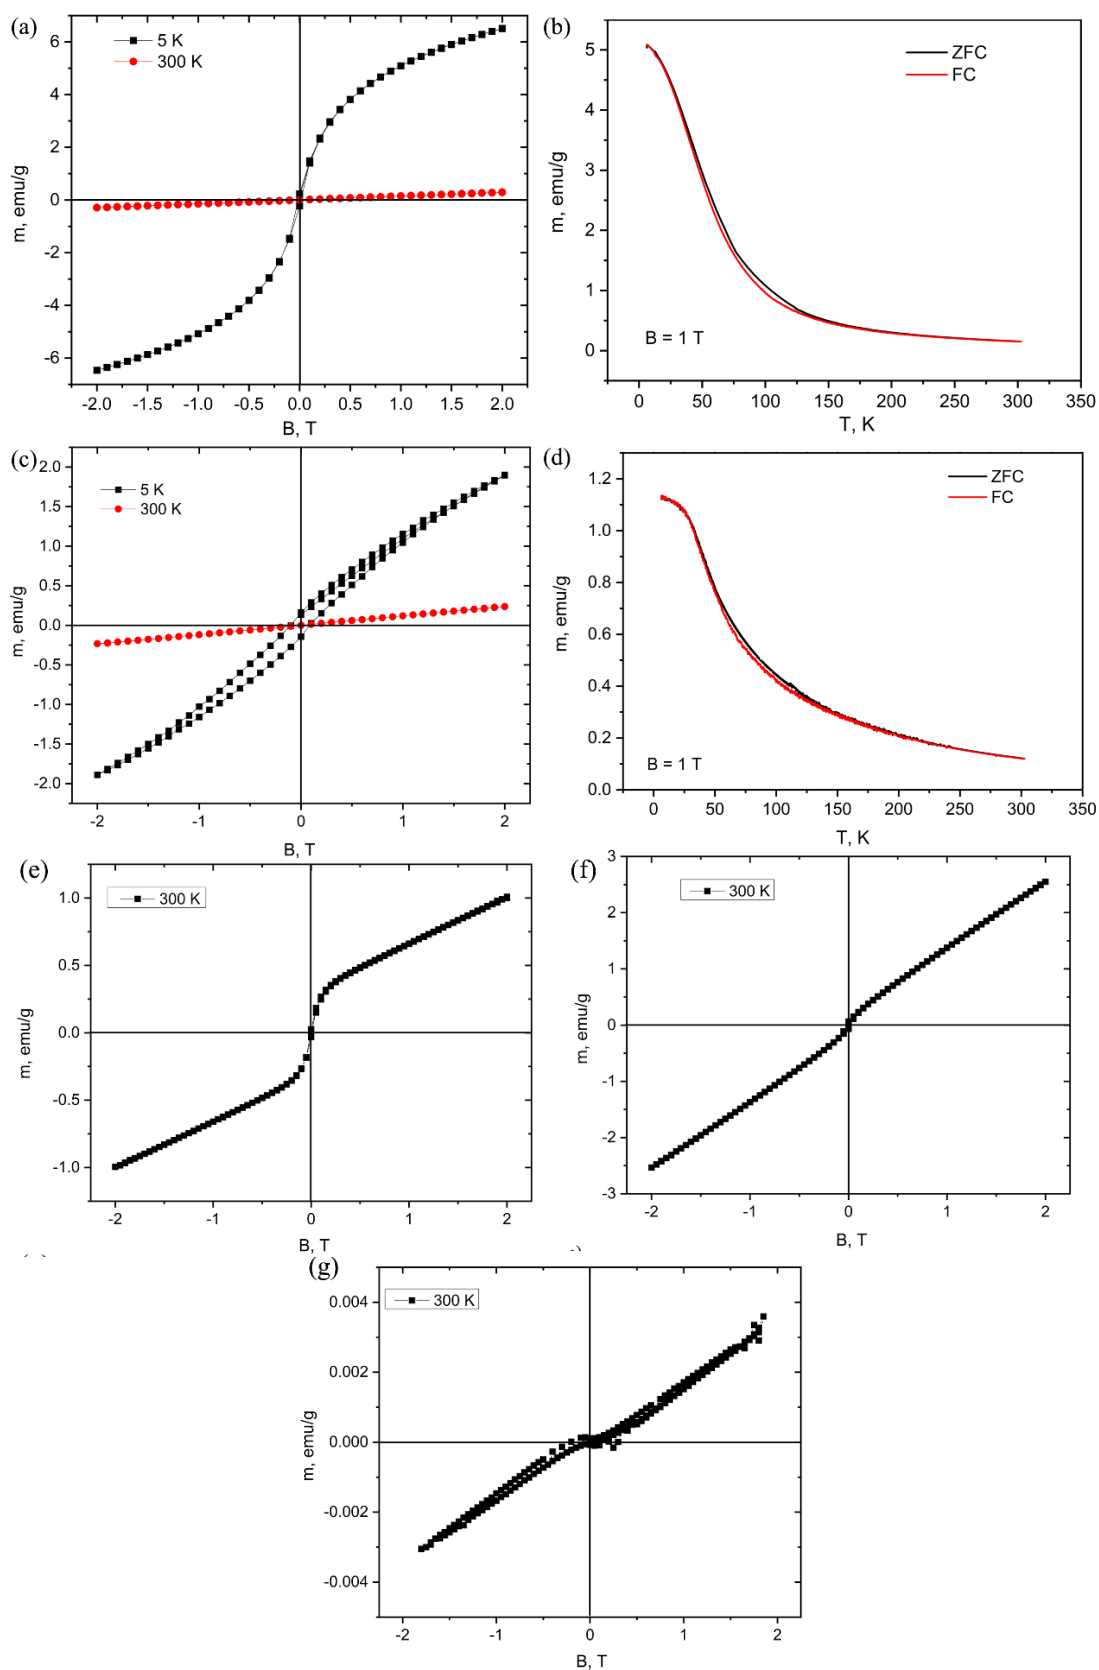 (a)
5 K
300 K
m, emu/g
6
4
2
0
-2
-4
-6
-2.0 -1.5 -1.0 -0.5 0.0 0.5 1.0 1.5 2.0
B, T
(b)
ZFC
FC
m, emu/g
5
4
3
2
1
0
B = 1 T
0 50 100 150 200 250 300 350
T, K
(c)
5 K
300 K
m, emu/g
2.0
1.5
1.0
0.5
0.0
-0.5
-1.0
-1.5
-2.0
-2 -1 0 1 2
B, T
(d)
ZFC
FC
m, emu/g
1.2
1.0
0.8
0.6
0.4
0.2
0.0
B = 1 T
0 50 100 150 200 250 300 350
T, K
(e)
300 K
m, emu/g
1.0
0.5
0.0
-0.5
-1.0
-2 -1 0 1 2
B, T
(f)
300 K
m, emu/g
3
2
1
0
-1
-2
-3
-2 -1 0 1 2
B, T
(g)
300 K
m, emu/g
0.004
0.002
0.000
-0.002
-0.004
-2 -1 0 1 2
B, T